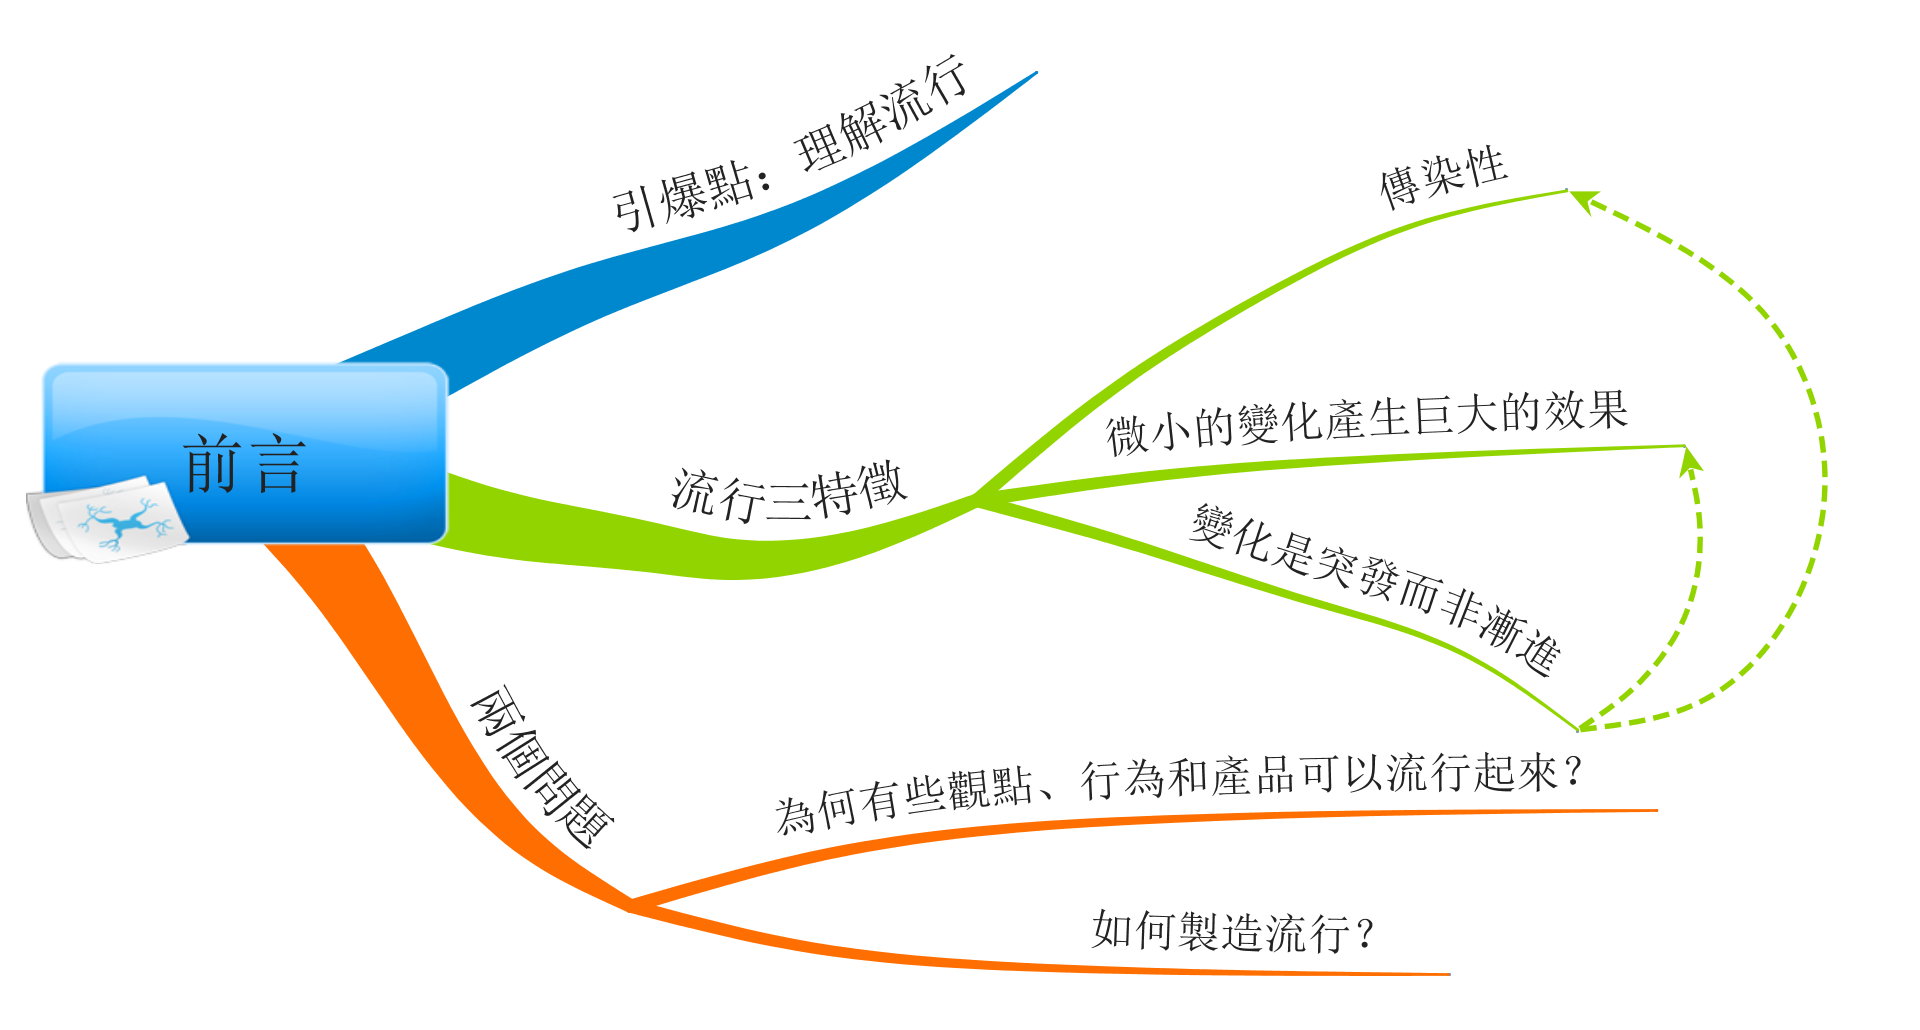 前言
引爆點：理解流行
流行三特徵
傳染性
微小的變化產生巨大的效果
變化是突發而非漸進
兩個問題
為何有些觀點、行為和產品可以流行起來？
如何製造流行？